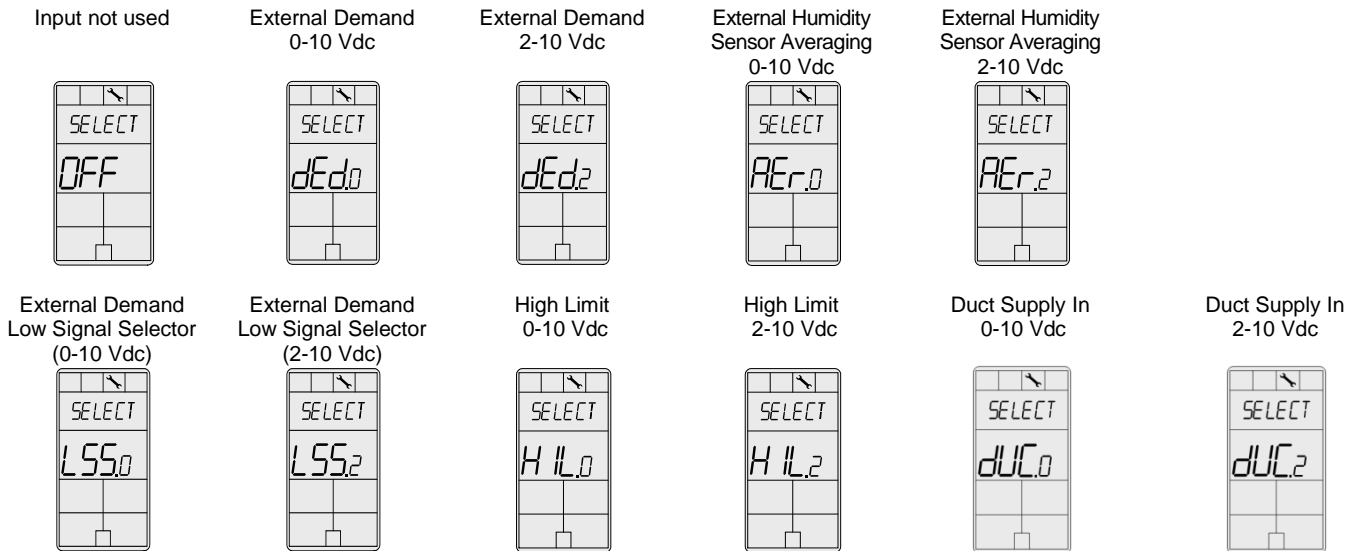 Input not used
External Demand
0-10 Vdc
External Demand
2-10 Vdc
External Humidity
Sensor Averaging
0-10 Vdc
External Humidity
Sensor Averaging
2-10 Vdc
SELECT
OFF
SELECT
dEd.0
SELECT
dEd.2
SELECT
AEr.0
SELECT
AEr.2
External Demand
Low Signal Selector
(0-10 Vdc)
External Demand
Low Signal Selector
(2-10 Vdc)
High Limit
0-10 Vdc
High Limit
2-10 Vdc
Duct Supply In
0-10 Vdc
Duct Supply In
2-10 Vdc
SELECT
LSS.0
SELECT
LSS.2
SELECT
HIL.0
SELECT
HIL.2
SELECT
dUC.0
SELECT
dUC.2